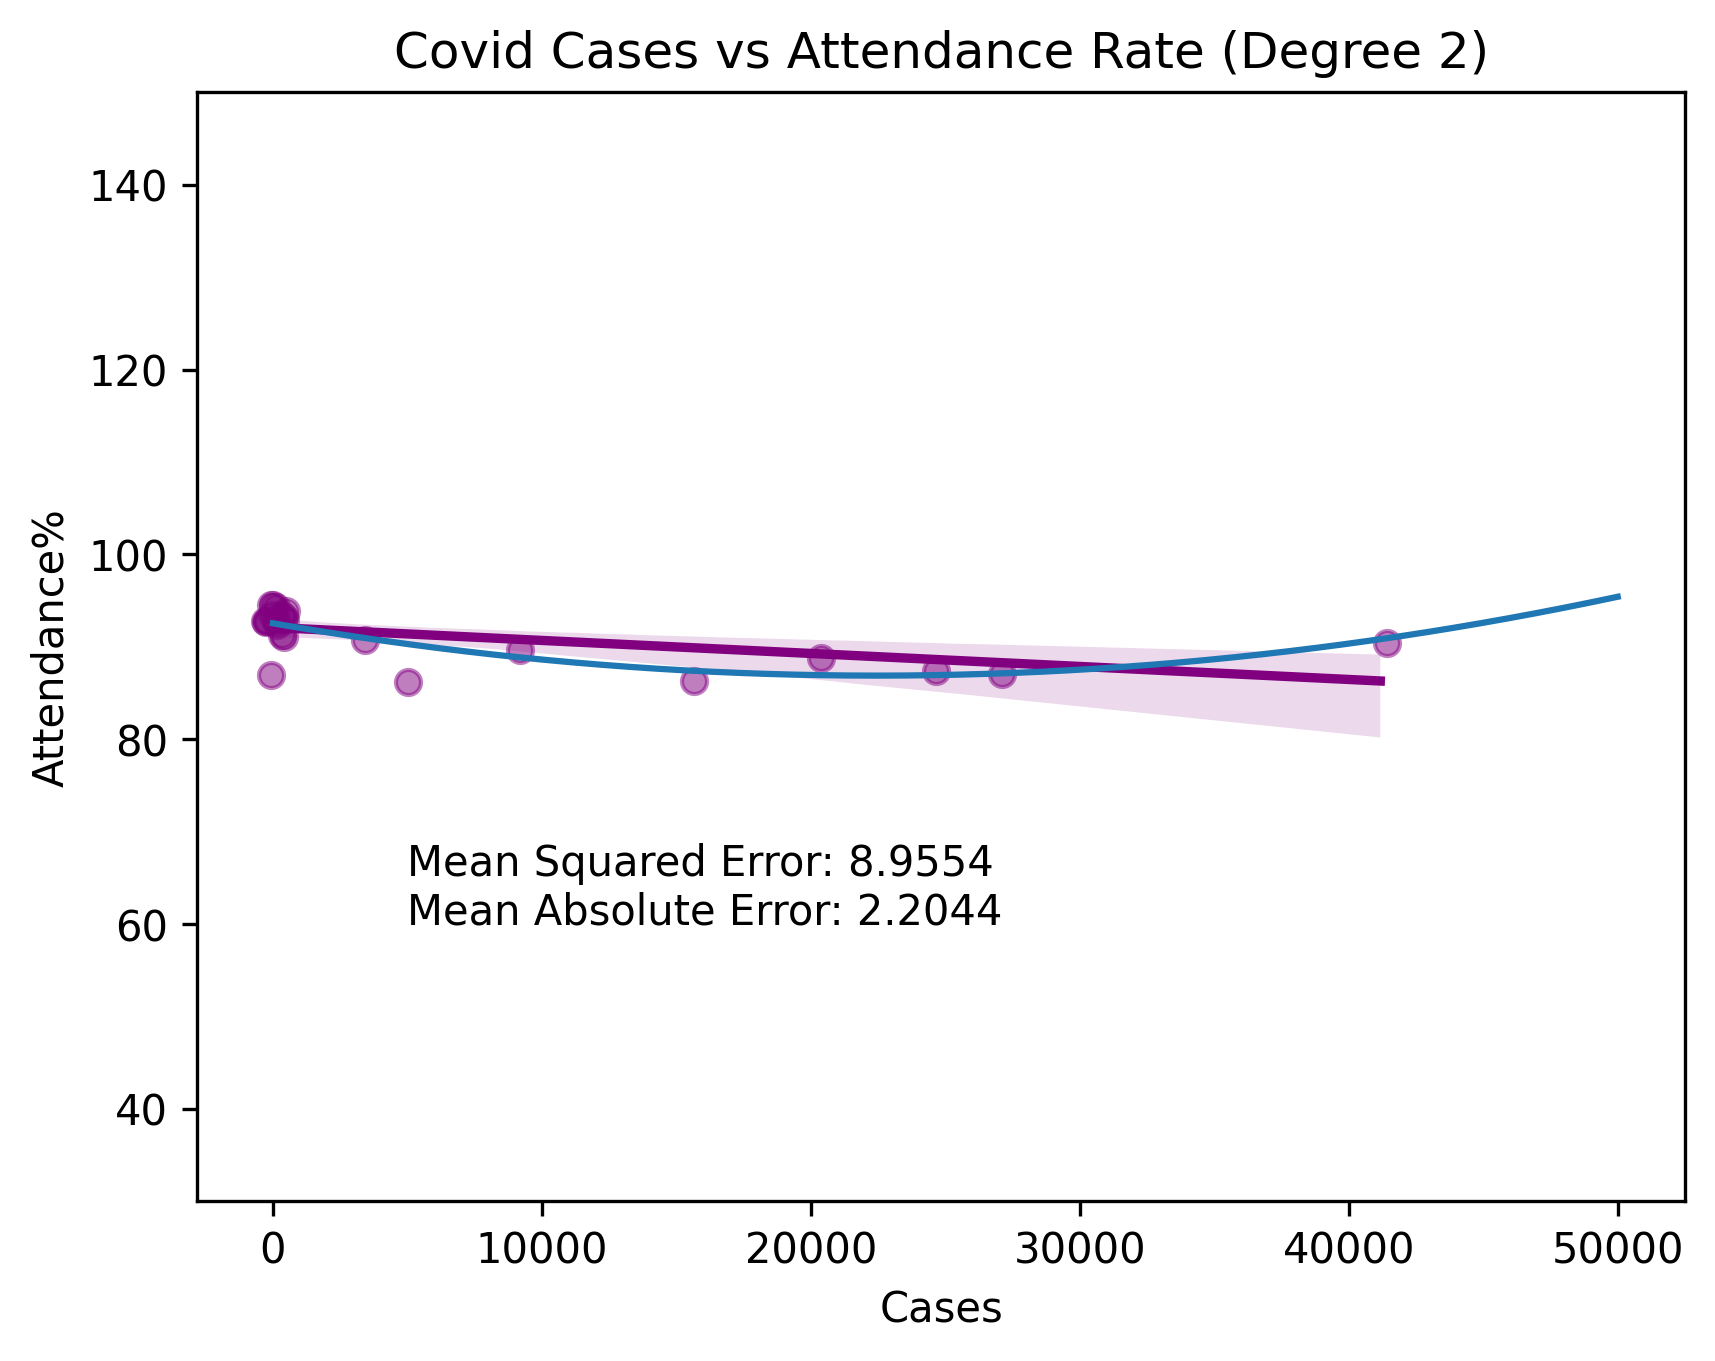 Covid Cases vs Attendance Rate (Degree 2)
Attendance%
140
120
100
80
60
40
Mean Squared Error: 8.9554
Mean Absolute Error: 2.2044
0 10000 20000 30000 40000 50000
Cases